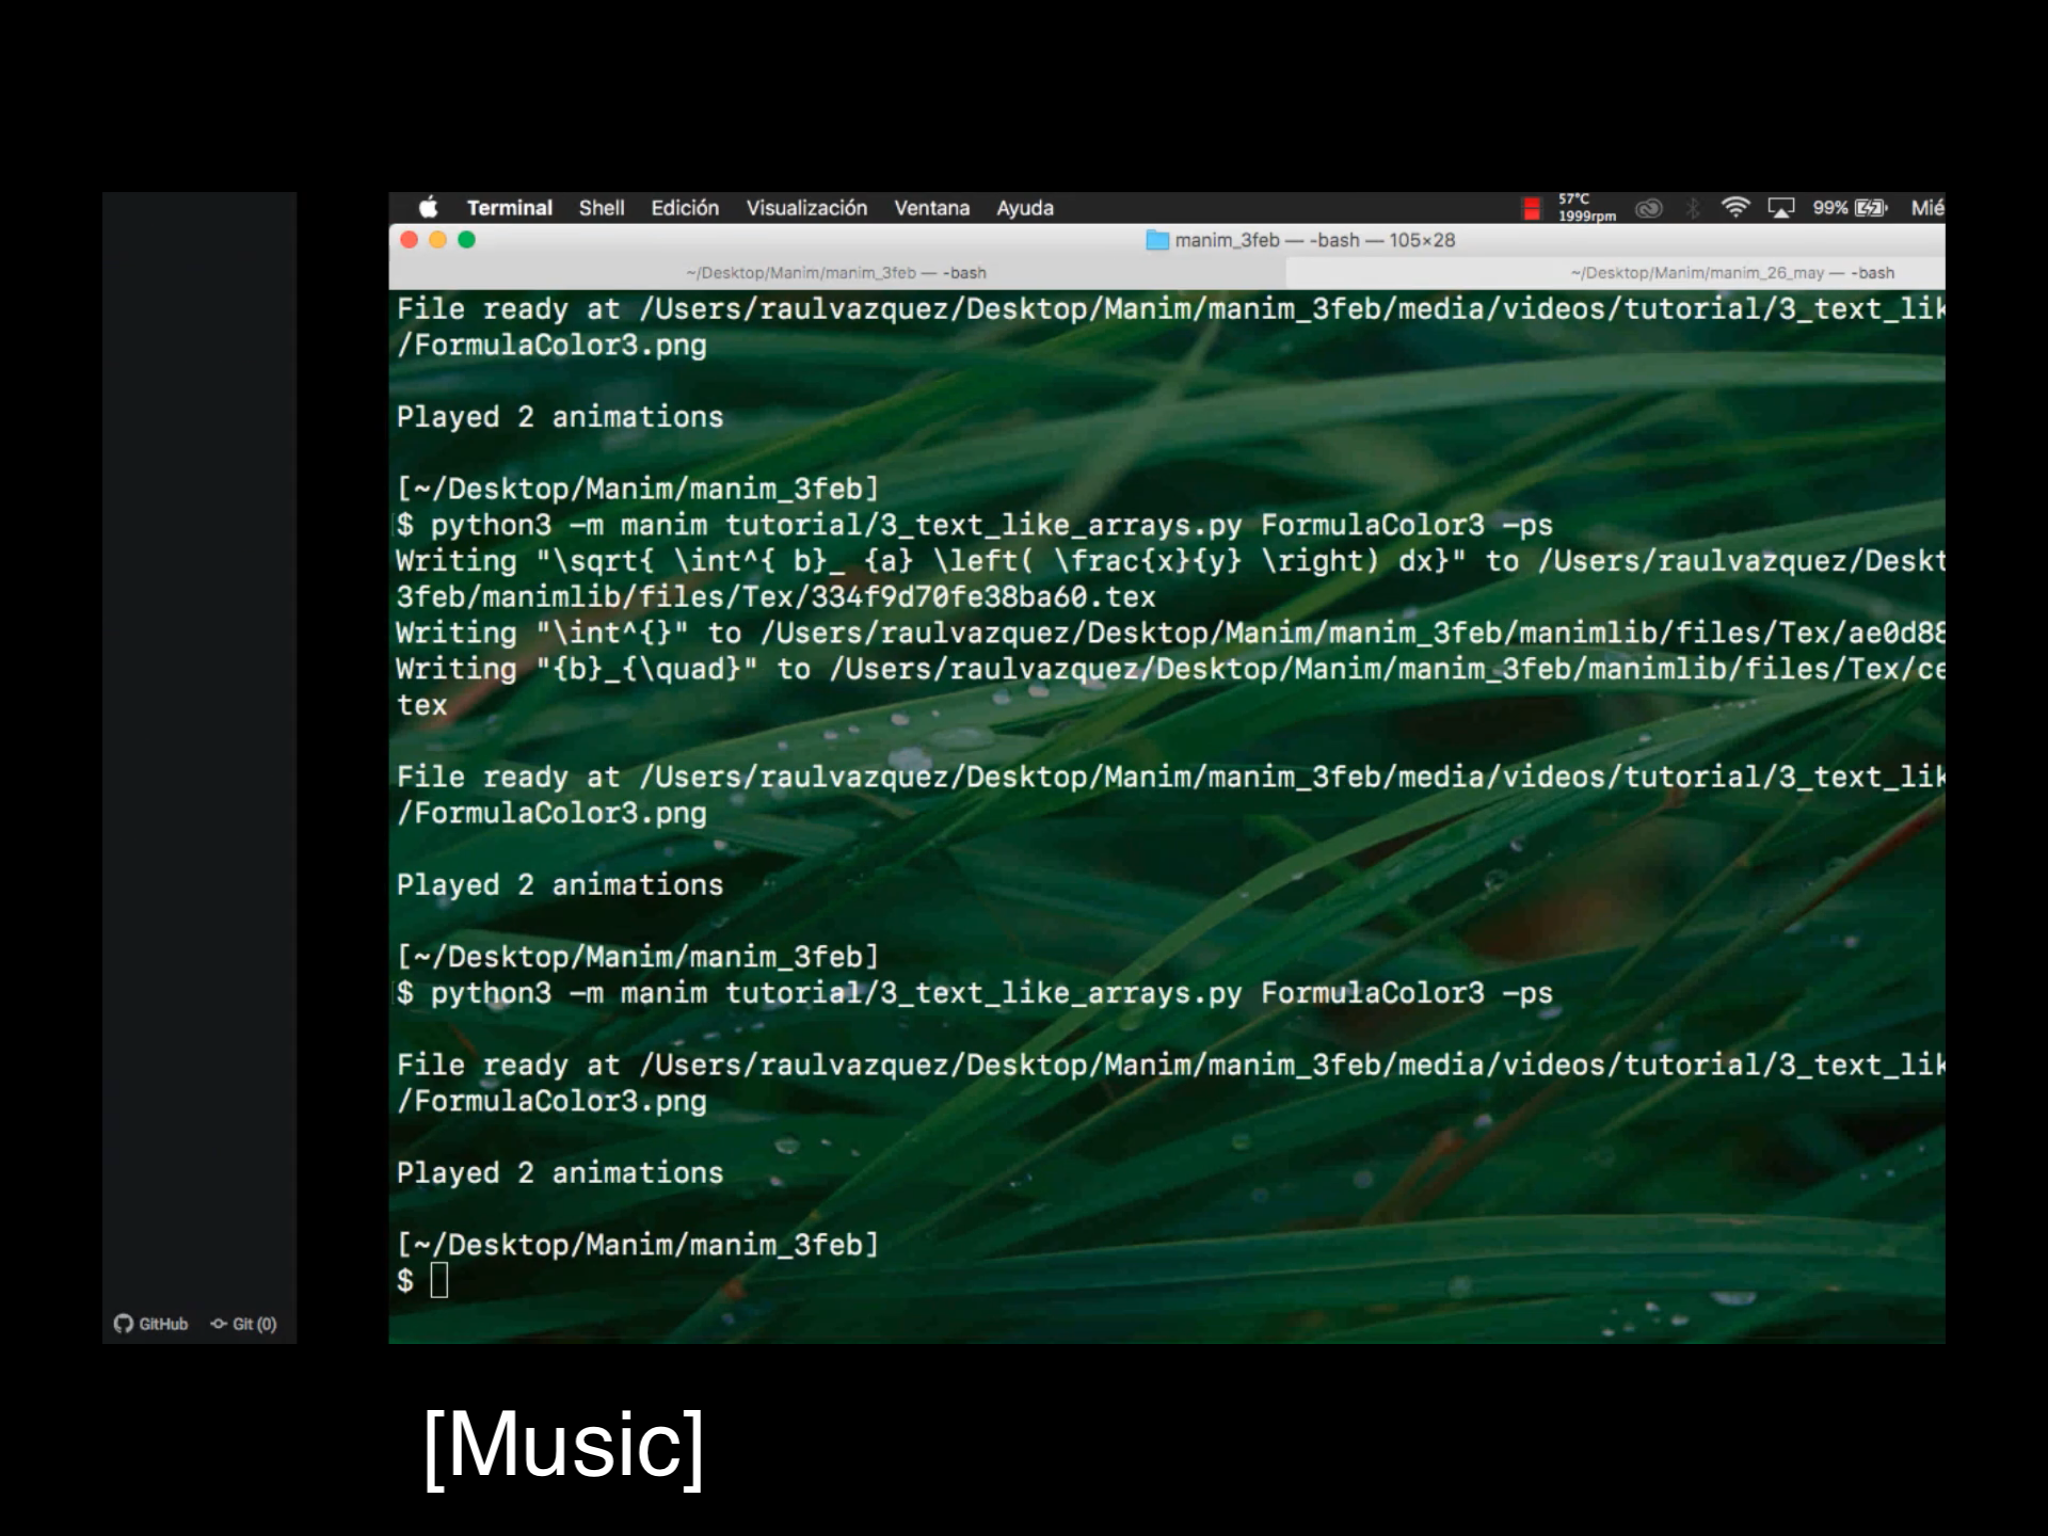 Terminal Shell Edición Visualización Ventana Ayuda 57°C 1999rpm 99% Mié
manim_3feb — -bash — 105×28
~/Desktop/Manim/manim_3feb — -bash ~/Desktop/Manim/manim_26_may — -bash
File ready at /Users/raulvazquez/Desktop/Manim/manim_3feb/media/videos/tutorial/3_text_lik
/FormulaColor3.png
Played 2 animations
[~/Desktop/Manim/manim_3feb]
$ python3 -m manim tutorial/3_text_like_arrays.py FormulaColor3 -ps
Writing "\sqrt{ \int^{ b}_ {a} \left( \frac{x}{y} \right) dx}" to /Users/raulvazquez/Deskt
3feb/manimlib/files/Tex/334f9d70fe38ba60.tex
Writing "\int^{}" to /Users/raulvazquez/Desktop/Manim/manim_3feb/manimlib/files/Tex/ae0d88
Writing "{b}_{\quad}" to /Users/raulvazquez/Desktop/Manim/manim_3feb/manimlib/files/Tex/ce
tex
File ready at /Users/raulvazquez/Desktop/Manim/manim_3feb/media/videos/tutorial/3_text_lik
/FormulaColor3.png
Played 2 animations
[~/Desktop/Manim/manim_3feb]
$ python3 -m manim tutorial/3_text_like_arrays.py FormulaColor3 -ps
File ready at /Users/raulvazquez/Desktop/Manim/manim_3feb/media/videos/tutorial/3_text_lik
/FormulaColor3.png
Played 2 animations
[~/Desktop/Manim/manim_3feb]
$
GitHub Git (0)
[Music]